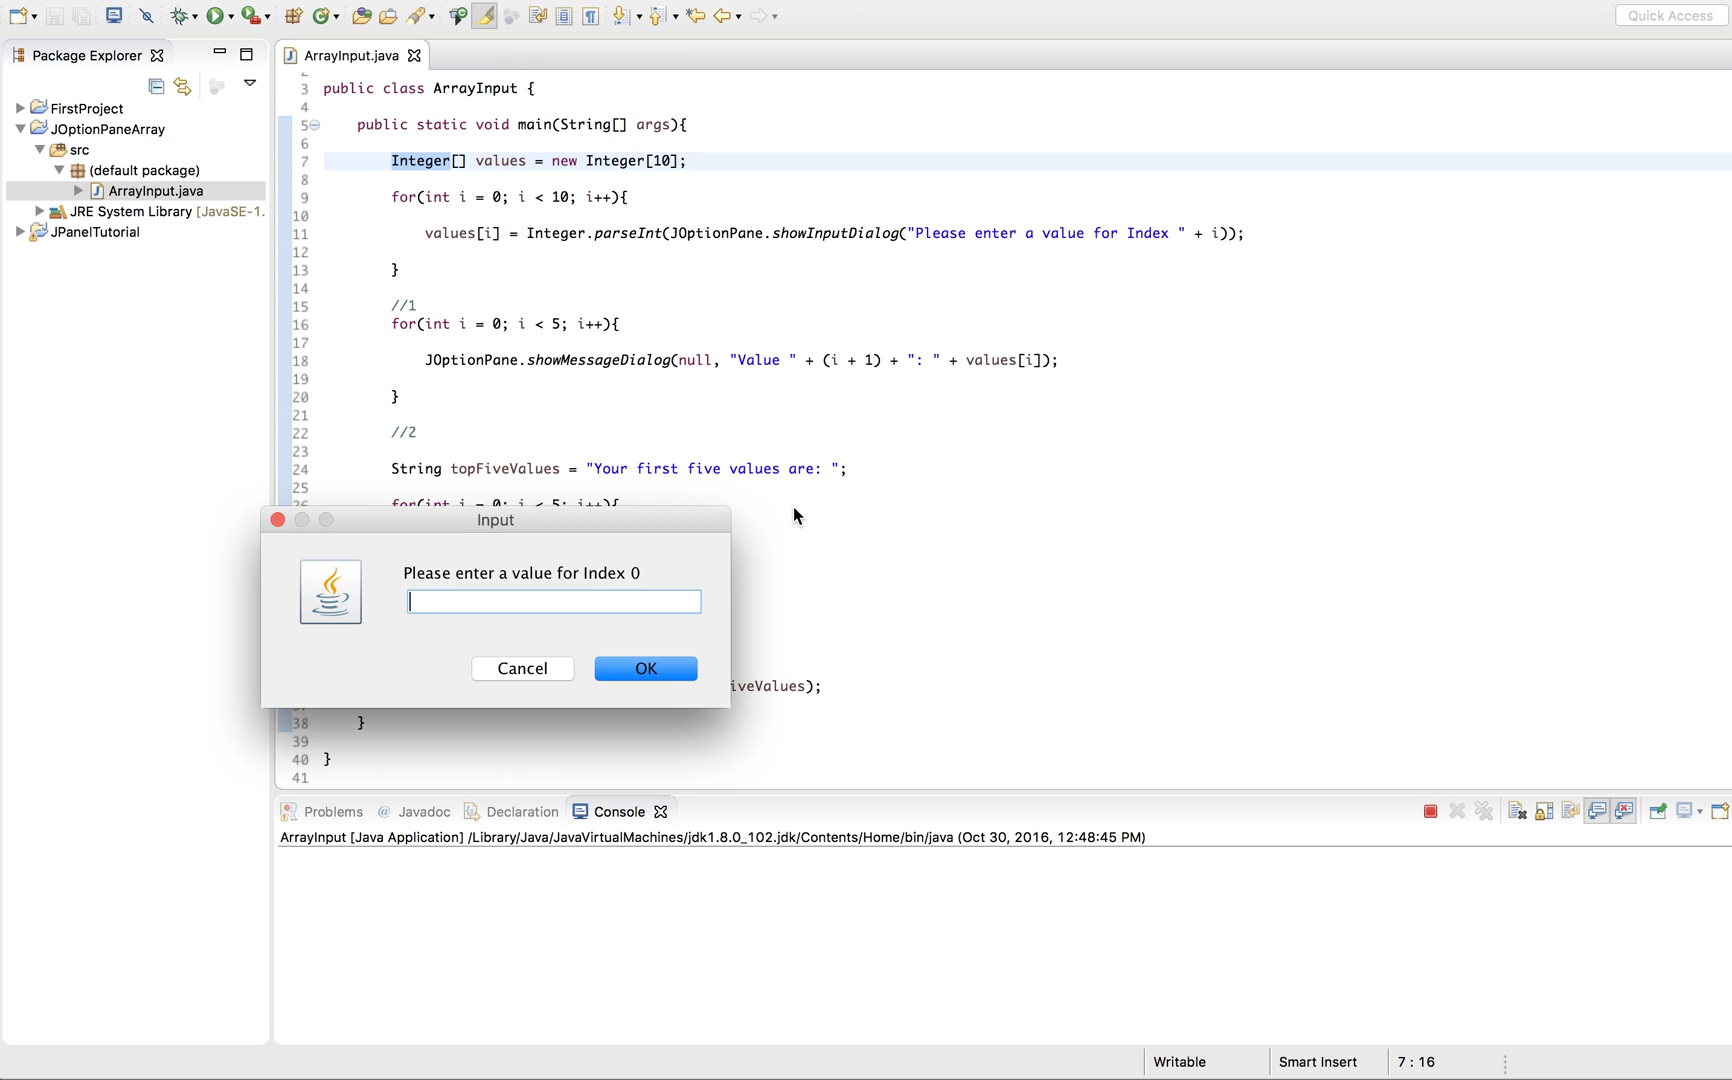 Quick Access
Package Explorer
ArrayInput.java
FirstProject
JOptionPaneArray
src
(default package)
ArrayInput.java
JRE System Library [JavaSE-1.
JPanelTutorial
3 public class ArrayInput {
4
5 public static void main(String[] args){
6
7 Integer[] values = new Integer[10];
8
9 for(int i = 0; i < 10; i++){
10
11 values[i] = Integer.parseInt(JOptionPane.showInputDialog("Please enter a value for Index " + i));
12
13 }
14
15 //1
16 for(int i = 0; i < 5; i++){
17
18 JOptionPane.showMessageDialog(null, "Value " + (i + 1) + ": " + values[i]);
19
20 }
21
22 //2
23
24 String topFiveValues = "Your first five values are: ";
25
for(int i = 0; i < 5; i++){
Input
Please enter a value for Index 0
Cancel
OK
iveValues);
38 }
39
40 }
41
Problems
@ Javadoc
Declaration
Console
ArrayInput [Java Application] /Library/Java/JavaVirtualMachines/jdk1.8.0_102.jdk/Contents/Home/bin/java (Oct 30, 2016, 12:48:45 PM)
Writable
Smart Insert
7 : 16